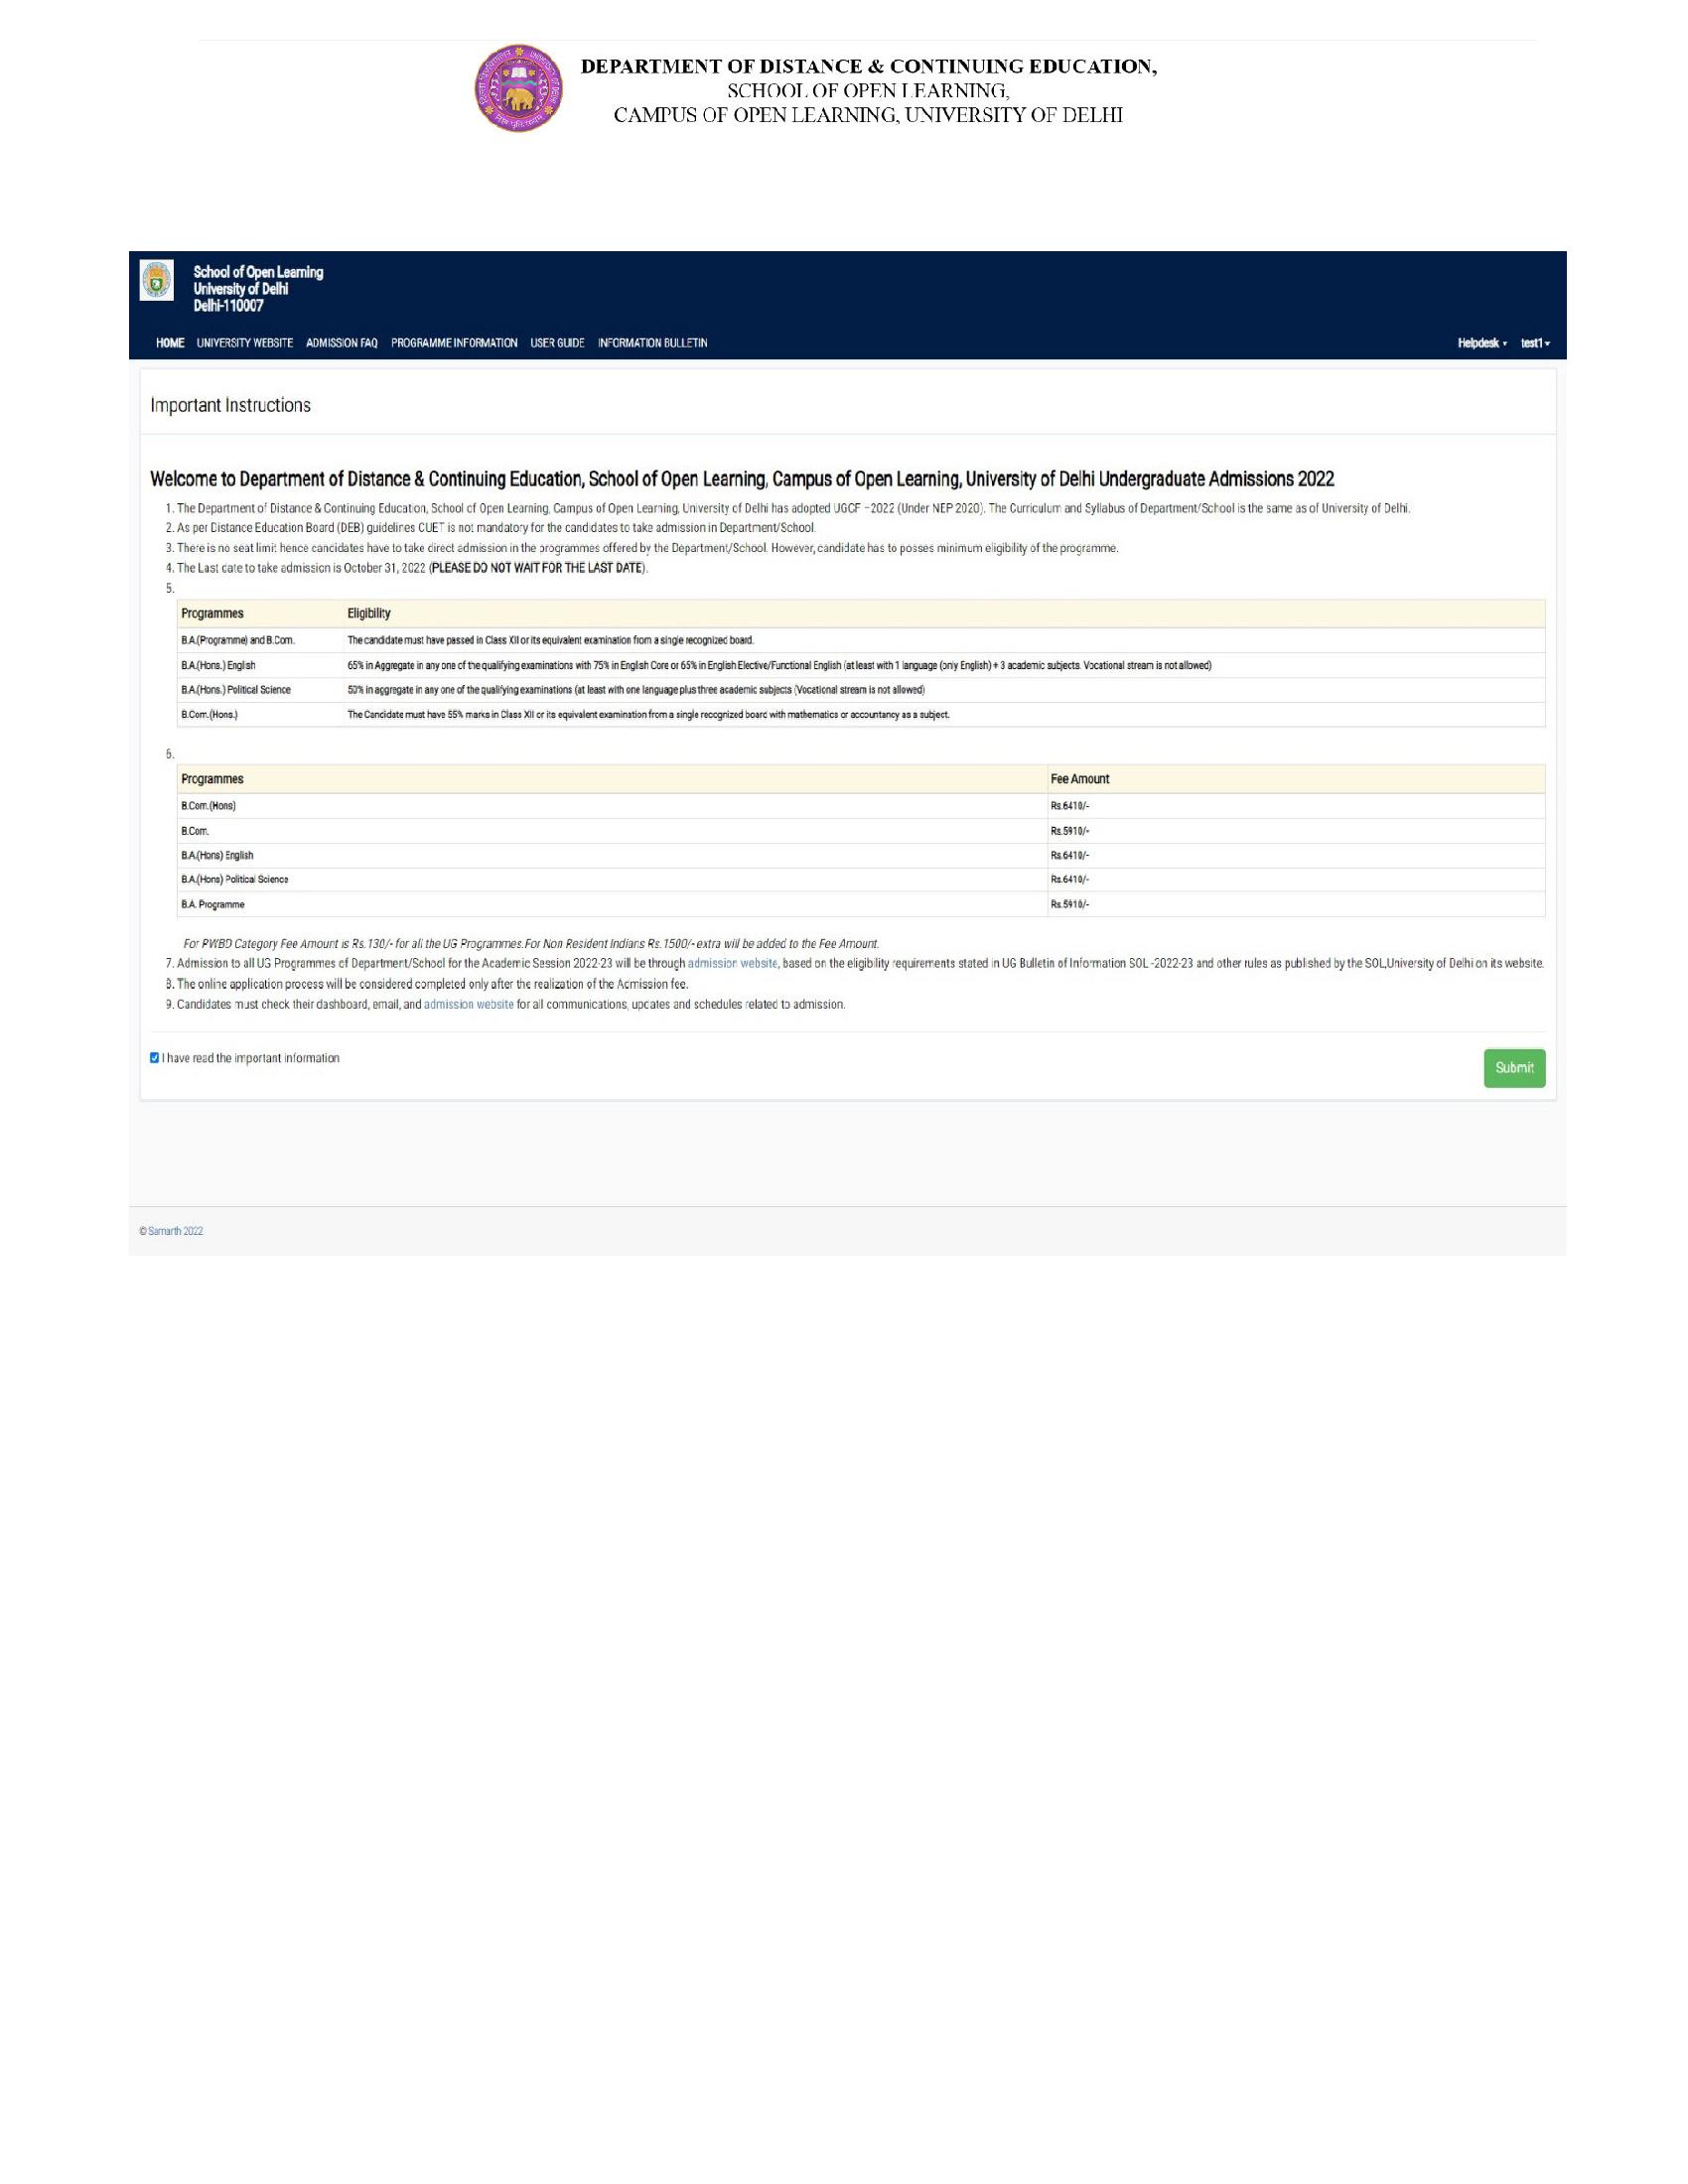 DEPARTMENT OF DISTANCE & CONTINUING EDUCATION,
SCHOOL OF OPEN LEARNING,
CAMPUS OF OPEN LEARNING, UNIVERSITY OF DELHI
School of Open Learning
University of Delhi
Delhi-110007
HOME UNIVERSITY WEBSITE ADMISSION FAQ PROGRAMME INFORMATION USER GUIDE INFORMATION BULLETIN Helpdesk test1
Important Instructions
Welcome to Department of Distance & Continuing Education, School of Open Learning, Campus of Open Learning, University of Delhi Undergraduate Admissions 2022
1. The Department of Distance & Continuing Education, School of Open Learning, Campus of Open Learning, University of Delhi has adopted UGCF –2022 (Under NEP 2020). The Curriculum and Syllabus of Department/School is the same as of University of Delhi.
2. As per Distance Education Board (DEB) guidelines CUET is not mandatory for the candidates to take admission in Department/School.
3. There is no seat limit hence candidates have to take direct admission in the programmes offered by the Department/School. However, candidate has to posses minimum eligibility of the programme.
4. The Last date to take admission is October 31, 2022 (PLEASE DO NOT WAIT FOR THE LAST DATE).
5.
Programmes Eligibility
B.A.(Programme) and B.Com. The candidate must have passed in Class XII or its equivalent examination from a single recognized board.
B.A.(Hons.) English 65% in Aggregate in any one of the qualifying examinations with 75% in English Core or 65% in English Elective/Functional English (at least with 1 language (only English) + 3 academic subjects. Vocational stream is not allowed)
B.A.(Hons.) Political Science 50% in aggregate in any one of the qualifying examinations (at least with one language plus three academic subjects (Vocational stream is not allowed)
B.Com.(Hons.) The Candidate must have 55% marks in Class XII or its equivalent examination from a single recognized board with mathematics or accountancy as a subject.
6.
Programmes Fee Amount
B.Com.(Hons) Rs.6410/-
B.Com. Rs.5910/-
B.A.(Hons) English Rs.6410/-
B.A.(Hons) Political Science Rs.6410/-
B.A. Programme Rs.5910/-
For PWBD Category Fee Amount is Rs.130/- for all the UG Programmes.For Non Resident Indians Rs.1500/- extra will be added to the Fee Amount.
7. Admission to all UG Programmes of Department/School for the Academic Session 2022-23 will be through admission website, based on the eligibility requirements stated in UG Bulletin of Information SOL -2022-23 and other rules as published by the SOL,University of Delhi on its website.
8. The online application process will be considered completed only after the realization of the Admission fee.
9. Candidates must check their dashboard, email, and admission website for all communications, updates and schedules related to admission.
I have read the important information
Submit
© Samarth 2022